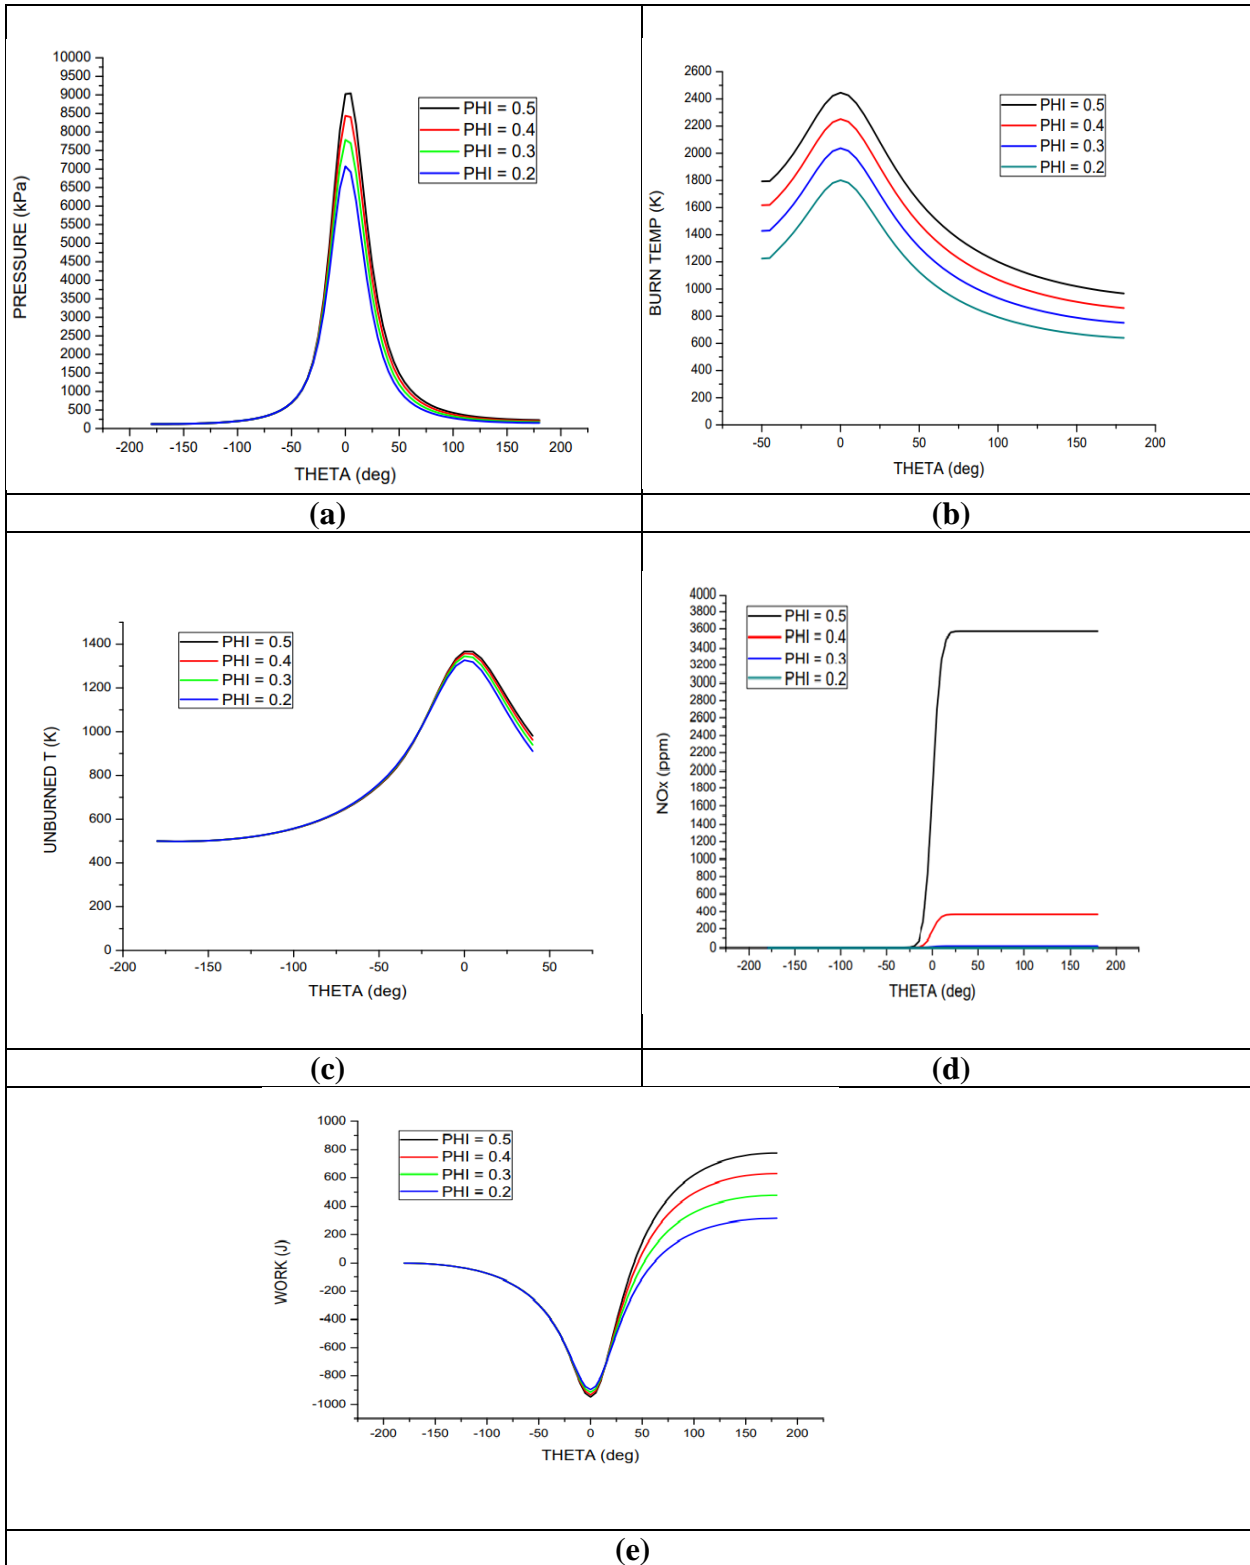 10000
9500
9000
8500
8000
7500
7000
6500
6000
5500
5000
4500
4000
3500
3000
2500
2000
1500
1000
500
0
PRESSURE (kPa)
PHI = 0.5
PHI = 0.4
PHI = 0.3
PHI = 0.2
-200 -150 -100 -50 0 50 100 150 200
THETA (deg)
2600
2400
2200
2000
1800
1600
1400
1200
1000
800
600
400
200
0
BURN TEMP (K)
PHI = 0.5
PHI = 0.4
PHI = 0.3
PHI = 0.2
-50 0 50 100 150 200
THETA (deg)
(a) (b)
1400
1200
1000
800
600
400
200
0
UNBURNED T (K)
PHI = 0.5
PHI = 0.4
PHI = 0.3
PHI = 0.2
-200 -150 -100 -50 0 50
THETA (deg)
4000
3800
3600
3400
3200
3000
2800
2600
2400
2200
2000
1800
1600
1400
1200
1000
800
600
400
200
0
NOx (ppm)
PHI = 0.5
PHI = 0.4
PHI = 0.3
PHI = 0.2
-200 -150 -100 -50 0 50 100 150 200
THETA (deg)
(c) (d)
1000
800
600
400
200
0
-200
-400
-600
-800
-1000
WORK (J)
PHI = 0.5
PHI = 0.4
PHI = 0.3
PHI = 0.2
-200 -150 -100 -50 0 50 100 150 200
THETA (deg)
(e)